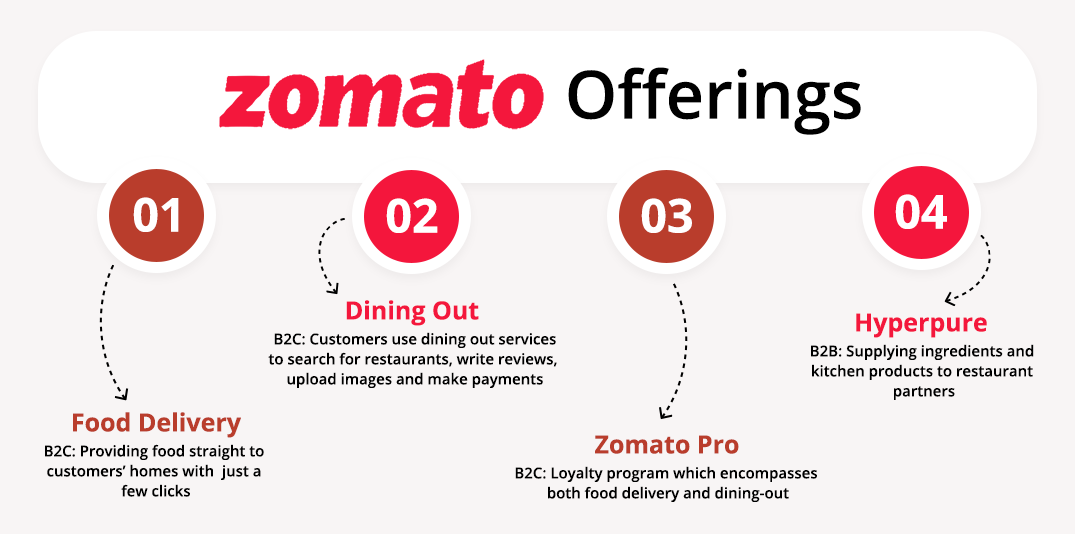 zomato Offerings
01
02
03
04
Food Delivery
B2C: Providing food straight to
customers’ homes with  just a
few clicks
Dining Out
B2C: Customers use dining out services
to search for restaurants, write reviews,
upload images and make payments
Zomato Pro
B2C: Loyalty program which encompasses
both food delivery and dining-out
Hyperpure
B2B: Supplying ingredients and
kitchen products to restaurant
partners